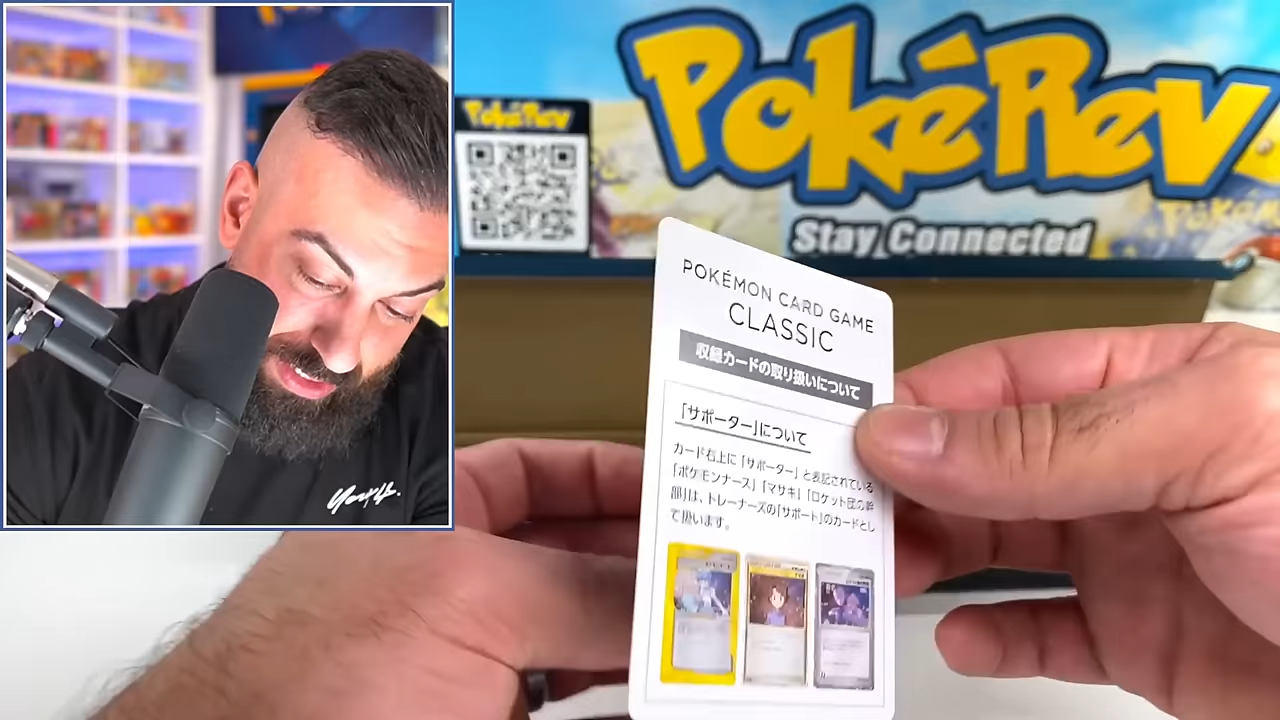 PokéRev
PokéRev
Stay Connected
POKÉMON CARD GAME
CLASSIC
収録カードの取り扱いについて
「サポーター」について
カード右上に「サポーター」と表記されている
「ポケモンナース」「マサキ」「ロケット団の幹
部」は、トレーナーズの「サポート」のカードとし
て扱います。